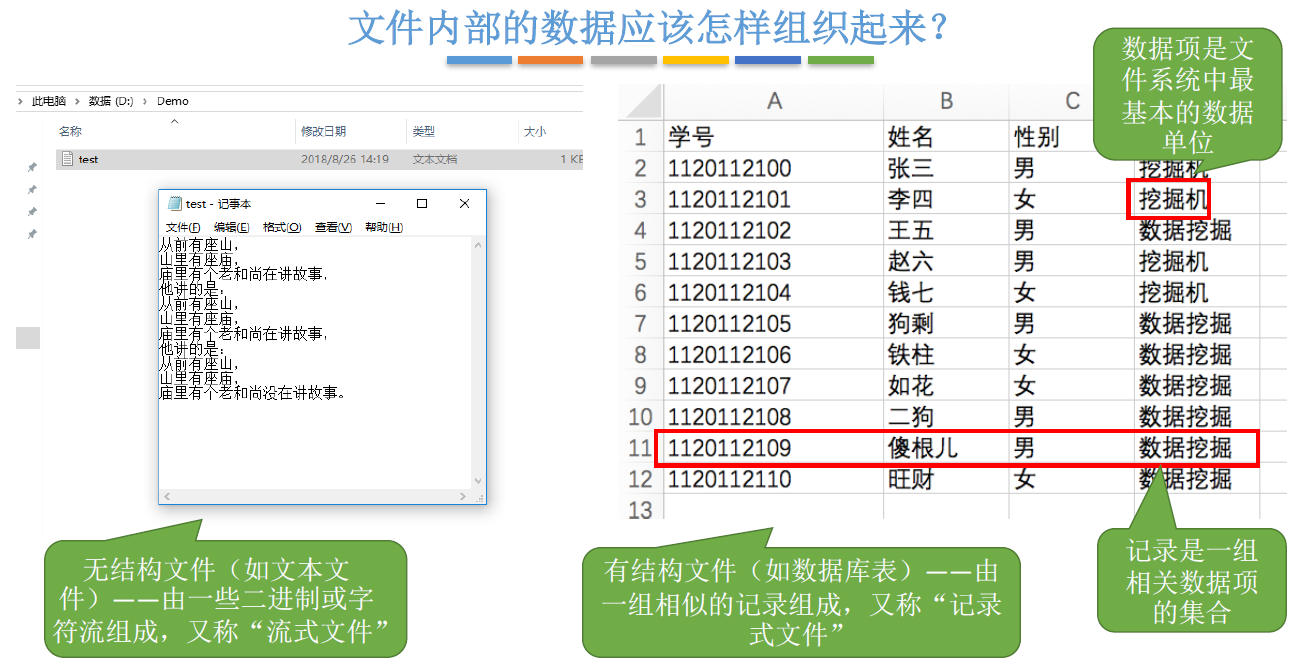 文件内部的数据应该怎样组织起来?
此电脑 › 数据 (D:) › Demo
名称 修改日期 类型 大小
test 2018/8/26 14:19 文本文档 1 KE
test - 记事本
文件(F) 编辑(E) 格式(O) 查看(V) 帮助(H)
从前有座山，
山里有座庙，
庙里有个老和尚在讲故事，
他讲的是：
从前有座山，
山里有座庙，
庙里有个老和尚在讲故事，
他讲的是：
从前有座山，
山里有座庙，
庙里有个老和尚没在讲故事。
无结构文件（如文本文
件）——由一些二进制或字
符流组成，又称“流式文件”
A B C
1 学号 姓名 性别
2 1120112100 张三 男 挖掘机
3 1120112101 李四 女 挖掘机
4 1120112102 王五 男 数据挖掘
5 1120112103 赵六 男 挖掘机
6 1120112104 钱七 女 挖掘机
7 1120112105 狗剩 男 数据挖掘
8 1120112106 铁柱 女 数据挖掘
9 1120112107 如花 女 数据挖掘
10 1120112108 二狗 男 数据挖掘
11 1120112109 傻根儿 男 数据挖掘
12 1120112110 旺财 女 数据挖掘
13
数据项是文
件系统中最
基本的数据
单位
有结构文件（如数据库表）——由
一组相似的记录组成，又称“记录
式文件”
记录是一组
相关数据项
的集合